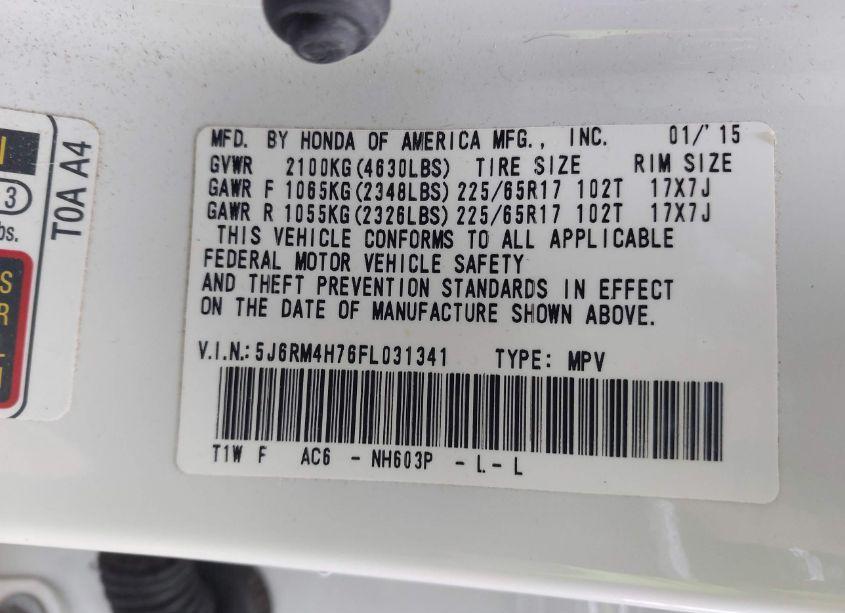 MFD. BY HONDA OF AMERICA MFG., INC. 01/'15
GVWR 2100KG(4630LBS) TIRE SIZE RIM SIZE
GAWR F 1065KG(2348LBS) 225/65R17 102T 17X7J
GAWR R 1055KG(2326LBS) 225/65R17 102T 17X7J
THIS VEHICLE CONFORMS TO ALL APPLICABLE
FEDERAL MOTOR VEHICLE SAFETY
AND THEFT PREVENTION STANDARDS IN EFFECT
ON THE DATE OF MANUFACTURE SHOWN ABOVE.
V.I.N.: 5J6RM4H76FL031341 TYPE: MPV
T1W F AC6 - NH603P - L - L
T0A A4
3